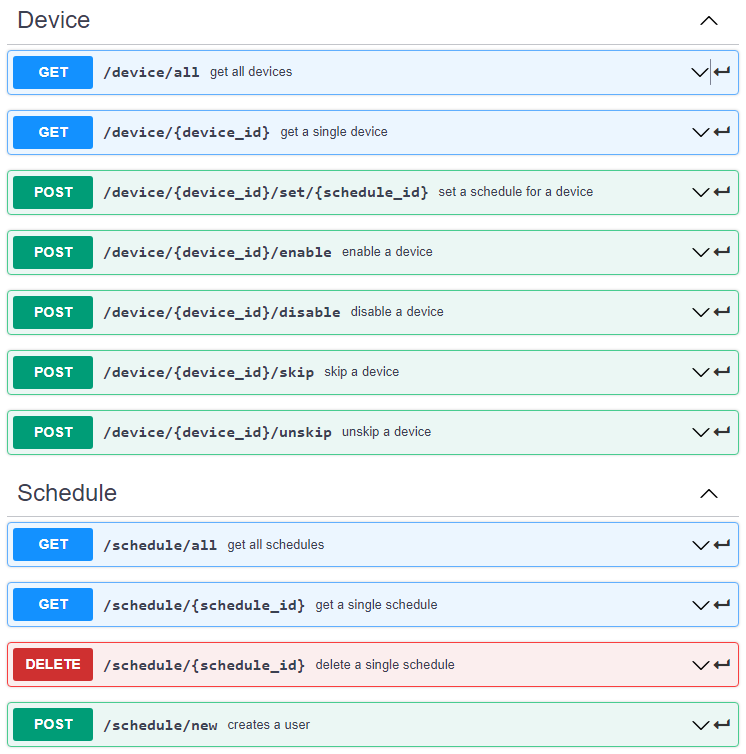 Device
GET /device/all get all devices
GET /device/{device_id} get a single device
POST /device/{device_id}/set/{schedule_id} set a schedule for a device
POST /device/{device_id}/enable enable a device
POST /device/{device_id}/disable disable a device
POST /device/{device_id}/skip skip a device
POST /device/{device_id}/unskip unskip a device
Schedule
GET /schedule/all get all schedules
GET /schedule/{schedule_id} get a single schedule
DELETE /schedule/{schedule_id} delete a single schedule
POST /schedule/new creates a user